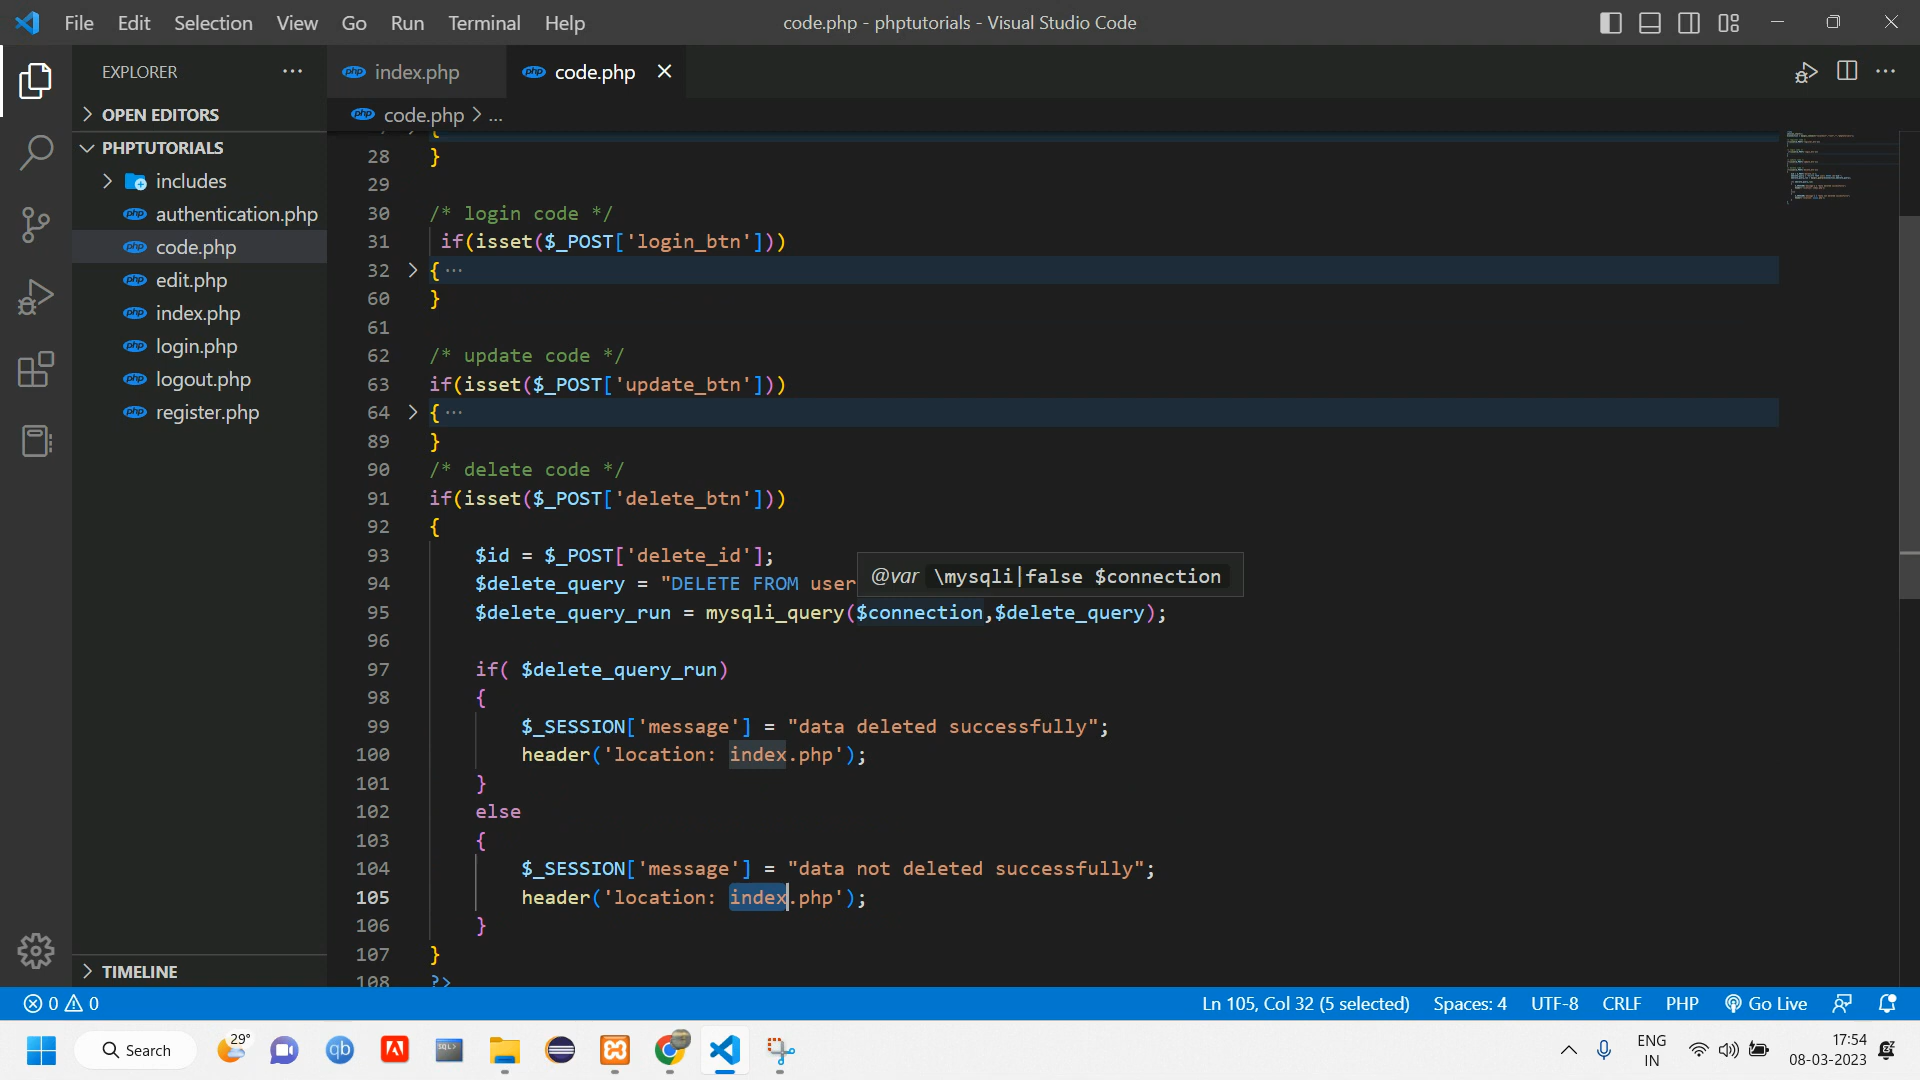 File Edit Selection View Go Run Terminal Help
code.php - phptutorials - Visual Studio Code
EXPLORER
index.php
code.php
OPEN EDITORS
code.php > ...
PHPTUTORIALS
includes
authentication.php
code.php
edit.php
index.php
login.php
logout.php
register.php
TIMELINE
28 }
29
30 /* login code */
31 if(isset($_POST['login_btn']))
32 { ...
60 }
61
62 /* update code */
63 if(isset($_POST['update_btn']))
64 { ...
89 }
90 /* delete code */
91 if(isset($_POST['delete_btn']))
92 {
93 $id = $_POST['delete_id'];
@var \mysqli|false $connection
94 $delete_query = "DELETE FROM user
95 $delete_query_run = mysqli_query($connection,$delete_query);
96
97 if( $delete_query_run)
98 {
99 $_SESSION['message'] = "data deleted successfully";
100 header('location: index.php');
101 }
102 else
103 {
104 $_SESSION['message'] = "data not deleted successfully";
105 header('location: index.php');
106 }
107 }
108 ?>
0 0
Ln 105, Col 32 (5 selected) Spaces: 4 UTF-8 CRLF PHP Go Live
Search
29°
qb
SQL>
ENG
IN
17:54
08-03-2023